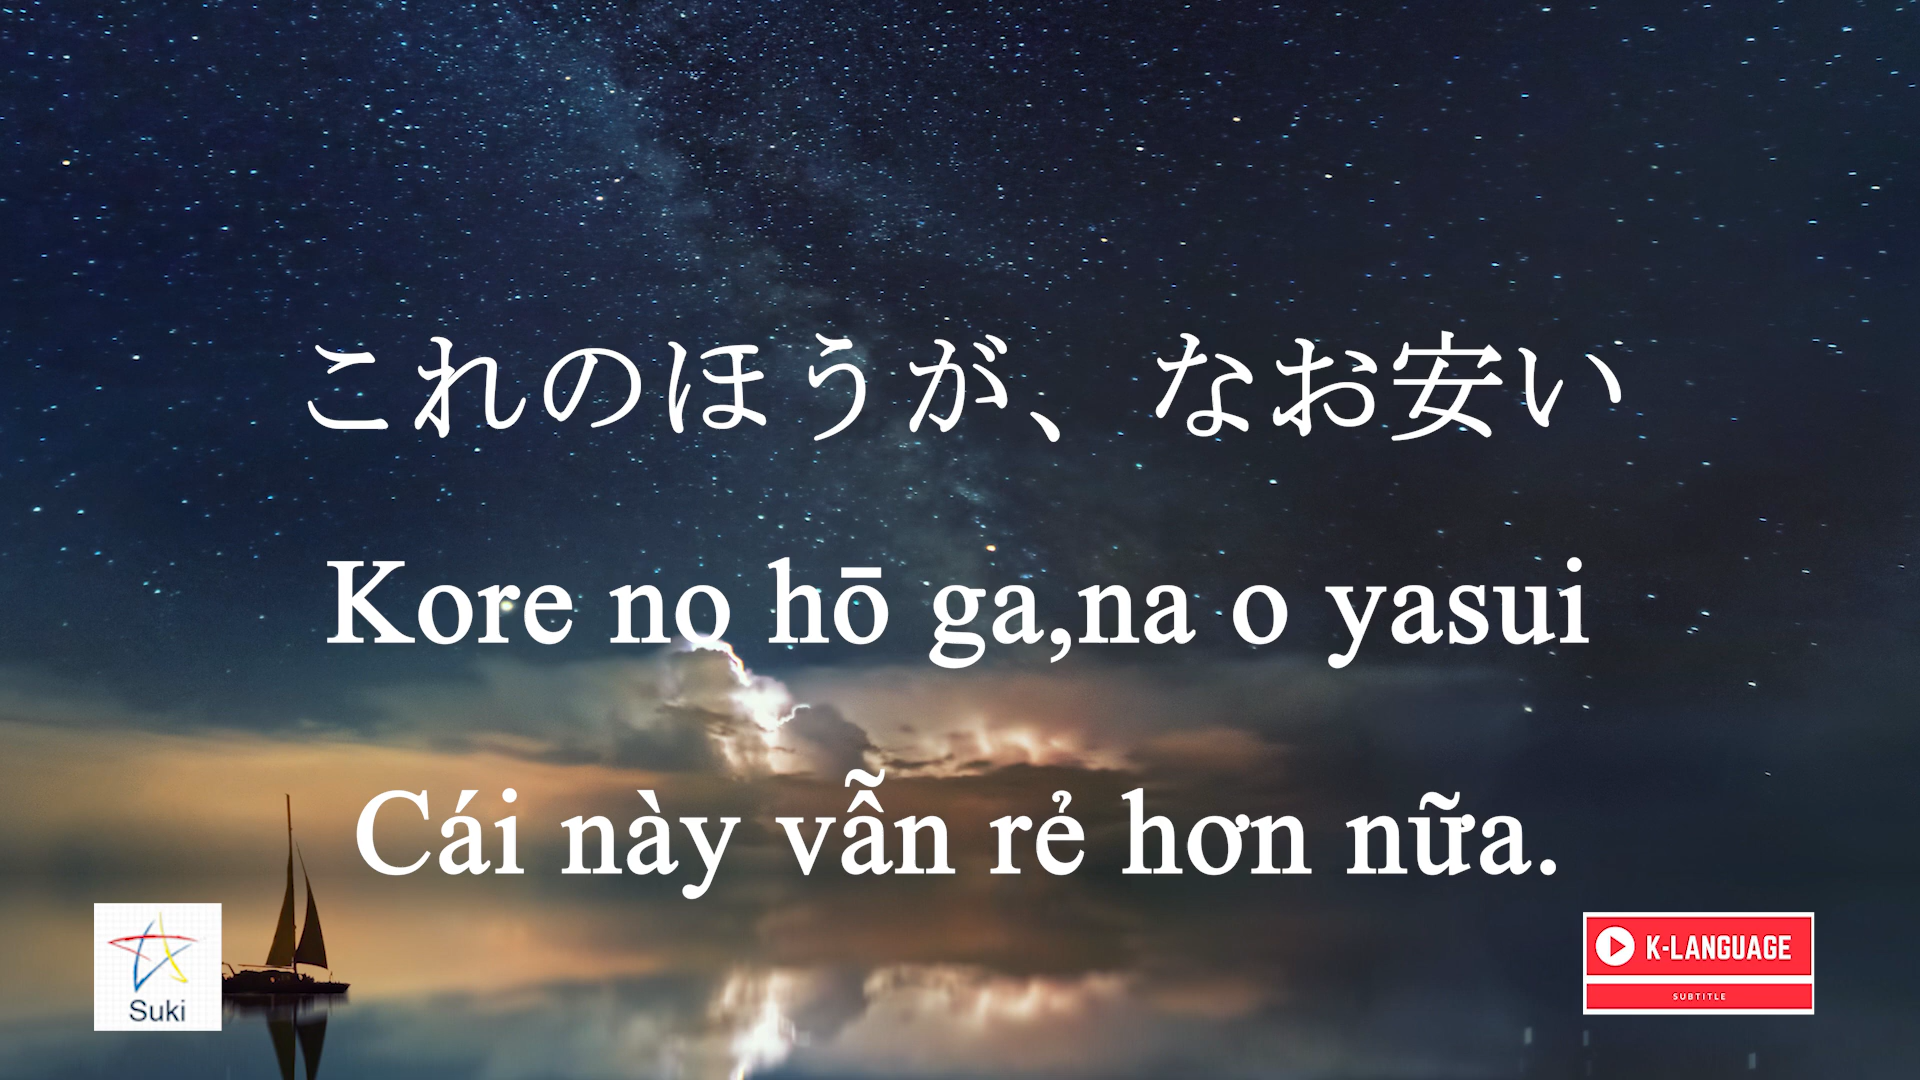 これのほうが、なお安い
Kore no hō ga,na o yasui
Cái này vẫn rẻ hơn nữa.
Suki
K-LANGUAGE
SUBTITLE